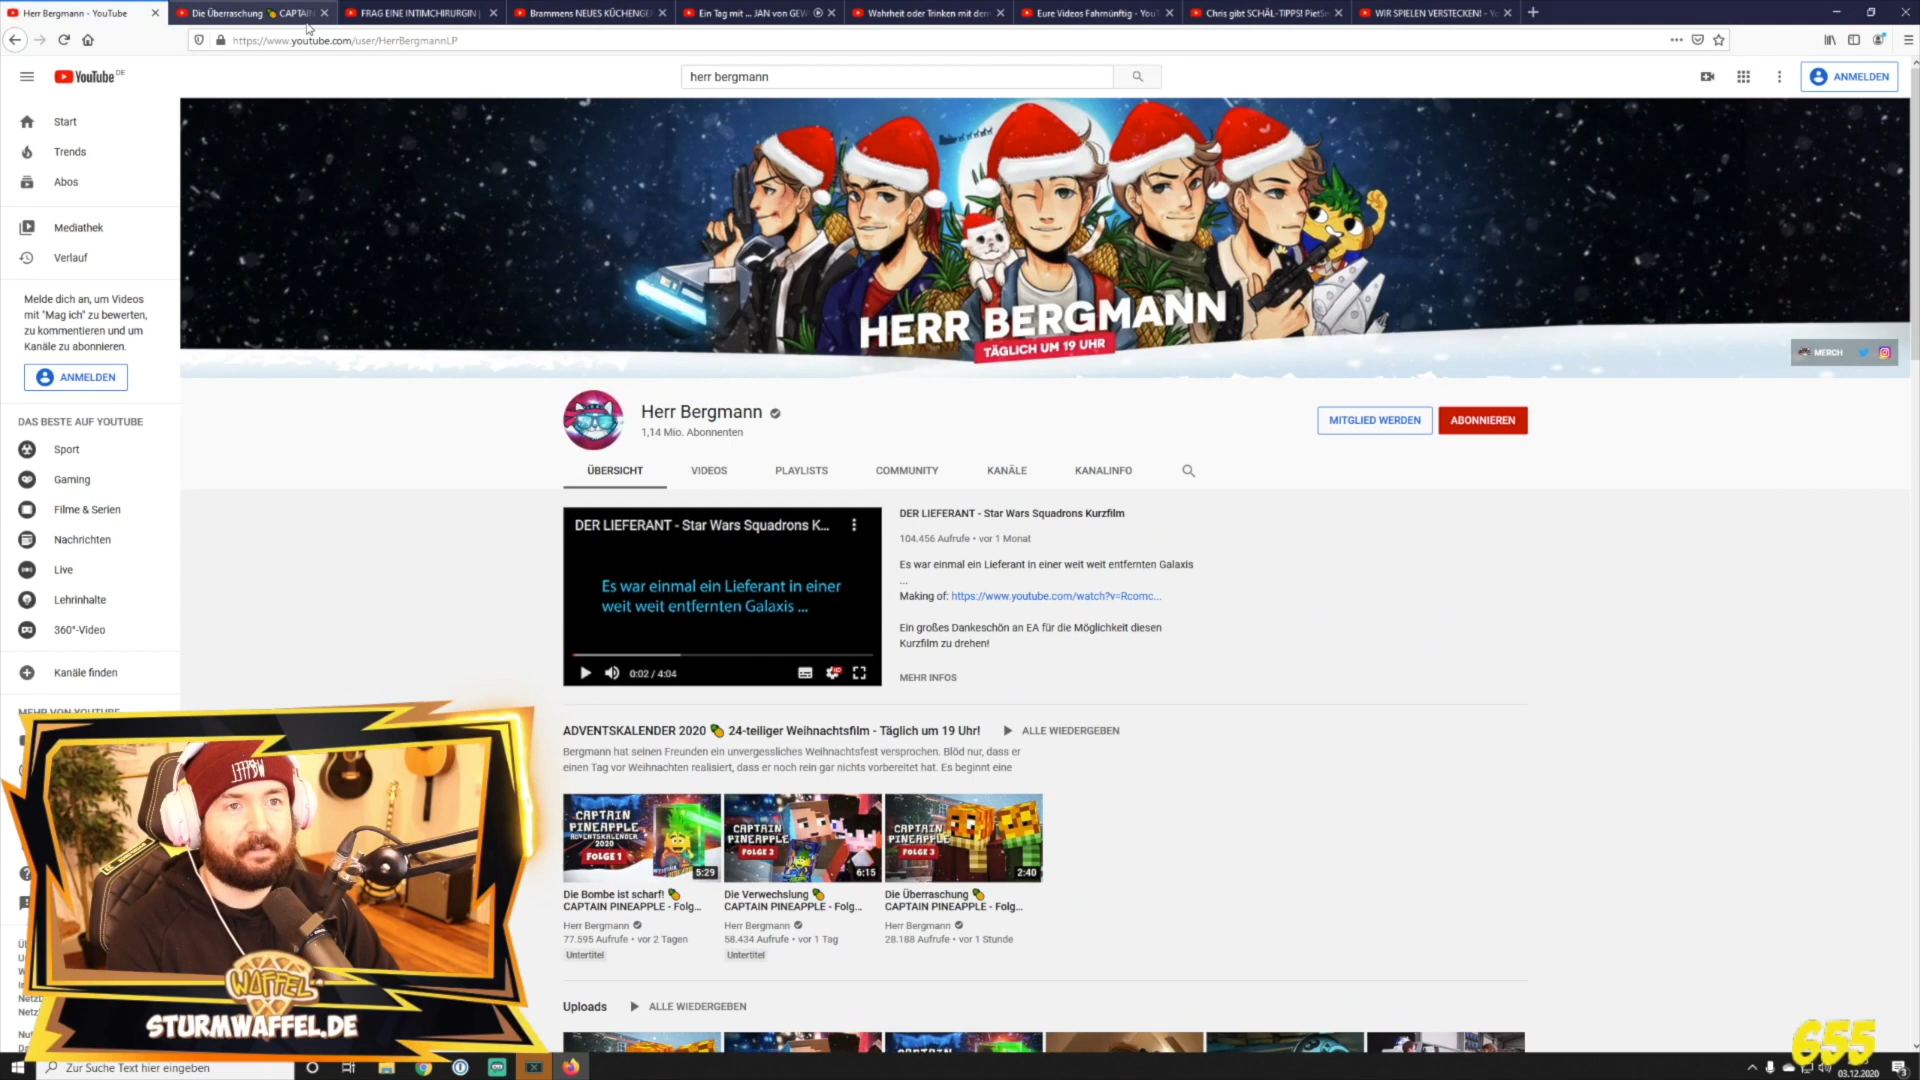 Herr Bergmann - YouTube
Die Überraschung 🍍 CAPTAIN
FRAG EINE INTIMCHIRURGIN |
Brammens NEUES KÜCHENGE
Ein Tag mit ... JAN von GEW
Wahrheit oder Trinken mit dem
Eure Videos Fahrnünftig - YouT
Chris gibt SCHÄL-TIPPS! PietSm
WIR SPIELEN VERSTECKEN! - Yo
https://www.youtube.com/user/HerrBergmannLP
YouTube DE
herr bergmann
ANMELDEN
Start
Trends
Abos
Mediathek
Verlauf
Melde dich an, um Videos
mit "Mag ich" zu bewerten,
zu kommentieren und um
Kanäle zu abonnieren.
ANMELDEN
DAS BESTE AUF YOUTUBE
Sport
Gaming
Filme & Serien
Nachrichten
Live
Lehrinhalte
360°-Video
Kanäle finden
MEHR VON YOUTUBE
HERR BERGMANN
TÄGLICH UM 19 UHR
MERCH
Herr Bergmann
1,14 Mio. Abonnenten
MITGLIED WERDEN
ABONNIEREN
ÜBERSICHT
VIDEOS
PLAYLISTS
COMMUNITY
KANÄLE
KANALINFO
DER LIEFERANT - Star Wars Squadrons K...
Es war einmal ein Lieferant in einer
weit weit entfernten Galaxis ...
0:02 / 4:04
HD
DER LIEFERANT - Star Wars Squadrons Kurzfilm
104.456 Aufrufe • vor 1 Monat
Es war einmal ein Lieferant in einer weit weit entfernten Galaxis
...
Making of: https://www.youtube.com/watch?v=Rcomc...
Ein großes Dankeschön an EA für die Möglichkeit diesen
Kurzfilm zu drehen!
MEHR INFOS
ADVENTSKALENDER 2020 🍍 24-teiliger Weihnachtsfilm - Täglich um 19 Uhr!
ALLE WIEDERGEBEN
Bergmann hat seinen Freunden ein unvergessliches Weihnachtsfest versprochen. Blöd nur, dass er
einen Tag vor Weihnachten realisiert, dass er noch rein gar nichts vorbereitet hat. Es beginnt eine
CAPTAIN
PINEAPPLE
ADVENTSKALENDER
2020
FOLGE 1
5:29
CAPTAIN
PINEAPPLE
FOLGE 2
6:15
CAPTAIN
PINEAPPLE
FOLGE 3
2:40
Die Bombe ist scharf! 🍍
CAPTAIN PINEAPPLE - Folg...
Herr Bergmann
77.595 Aufrufe • vor 2 Tagen
Untertitel
Die Verwechslung 🍍
CAPTAIN PINEAPPLE - Folg...
Herr Bergmann
58.434 Aufrufe • vor 1 Tag
Untertitel
Die Überraschung 🍍
CAPTAIN PINEAPPLE - Folg...
Herr Bergmann
28.188 Aufrufe • vor 1 Stunde
Uploads
ALLE WIEDERGEBEN
WAFFEL
WAFFEL
STURMWAFFEL.DE
655
Zur Suche Text hier eingeben
03.12.2020